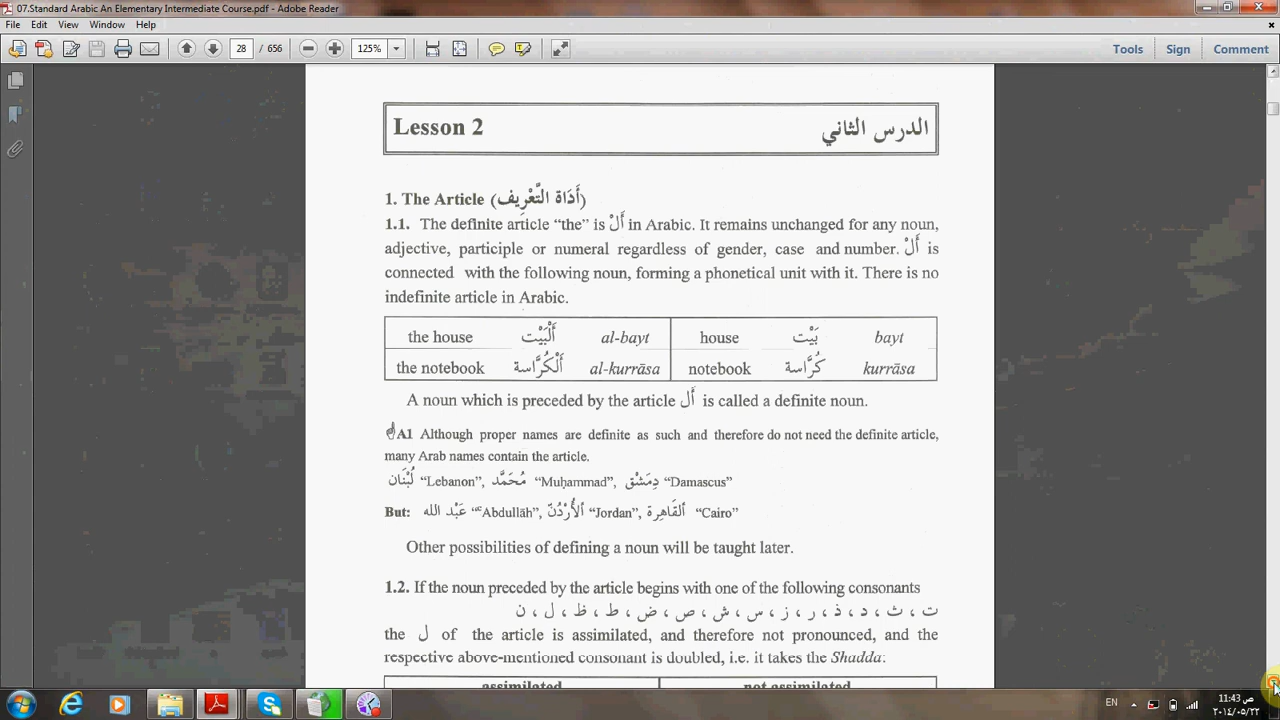 07.Standard Arabic An Elementary Intermediate Course.pdf - Adobe Reader
File Edit View Window Help
28 / 656 125% Tools Sign Comment
Lesson 2 الدرس الثاني
1. The Article (أَدَاة التَّعْرِيف)
1.1. The definite article “the” is أَلْ in Arabic. It remains unchanged for any noun,
adjective, participle or numeral regardless of gender, case and number. أَلْ is
connected with the following noun, forming a phonetical unit with it. There is no
indefinite article in Arabic.
the house أَلْبَيْت al-bayt house بَيْت bayt
the notebook أَلْكُرَّاسة al-kurrāsa notebook كُرَّاسة kurrāsa
A noun which is preceded by the article أَل is called a definite noun.
A1 Although proper names are definite as such and therefore do not need the definite article,
many Arab names contain the article.
لُبْنَان “Lebanon”, مُحَمَّد “Muḥammad”, دِمَشْق “Damascus”
But: عَبْد الله “ᶜAbdullāh”, ألأُرْدُنّ “Jordan”, ألقَاهِرة “Cairo”
Other possibilities of defining a noun will be taught later.
1.2. If the noun preceded by the article begins with one of the following consonants
ت ، ث ، د ، ذ ، ر ، ز ، س ، ش ، ص ، ض ، ط ، ظ ، ل ، ن
the ل of the article is assimilated, and therefore not pronounced, and the
respective above-mentioned consonant is doubled, i.e. it takes the Shadda:
assimilated not assimilated
EN 11:43 ص
٢٠١٤/٠٥/٢٢